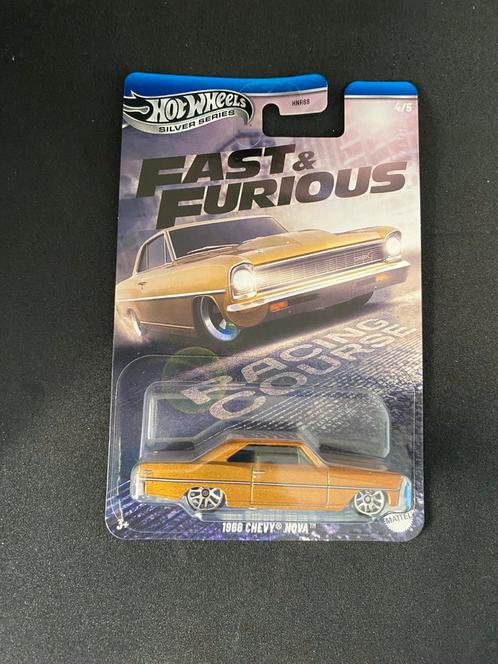 HOT WHEELS
SILVER SERIES
HNR88
4/5
FAST &
FURIOUS
RACING
COURSE
3+
1966 CHEVY® NOVA™
MATTEL